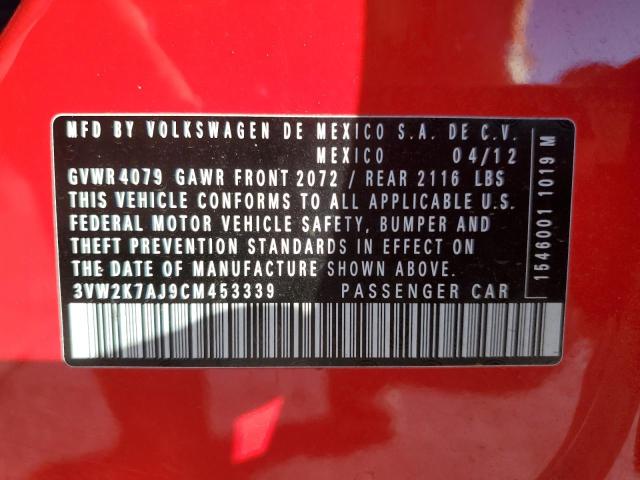 MFD BY VOLKSWAGEN DE MEXICO S.A. DE C.V.
MEXICO 04/12
GVWR4079 GAWR FRONT 2072 / REAR 2116 LBS
THIS VEHICLE CONFORMS TO ALL APPLICABLE U.S.
FEDERAL MOTOR VEHICLE SAFETY, BUMPER AND
THEFT PREVENTION STANDARDS IN EFFECT ON
THE DATE OF MANUFACTURE SHOWN ABOVE.
3VW2K7AJ9CM453339 PASSENGER CAR
1546001 1019 M